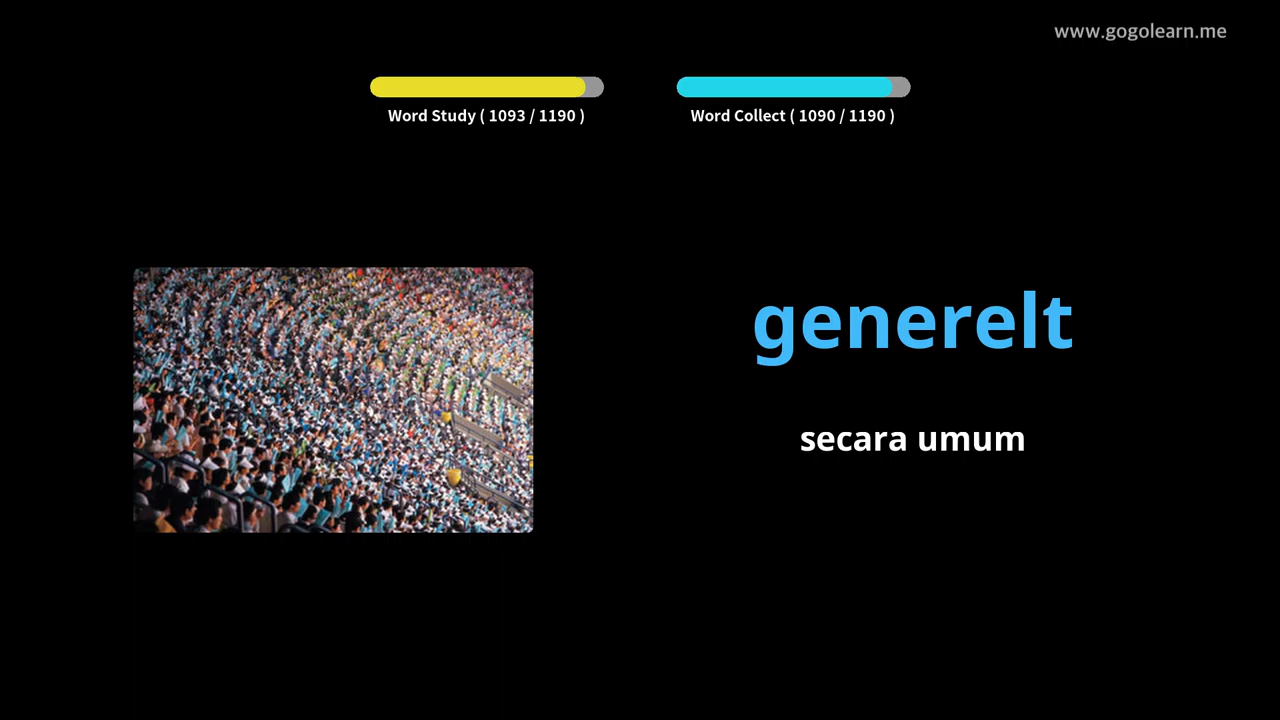 www.gogolearn.me
Word Study ( 1093 / 1190 )
Word Collect ( 1090 / 1190 )
generelt
secara umum